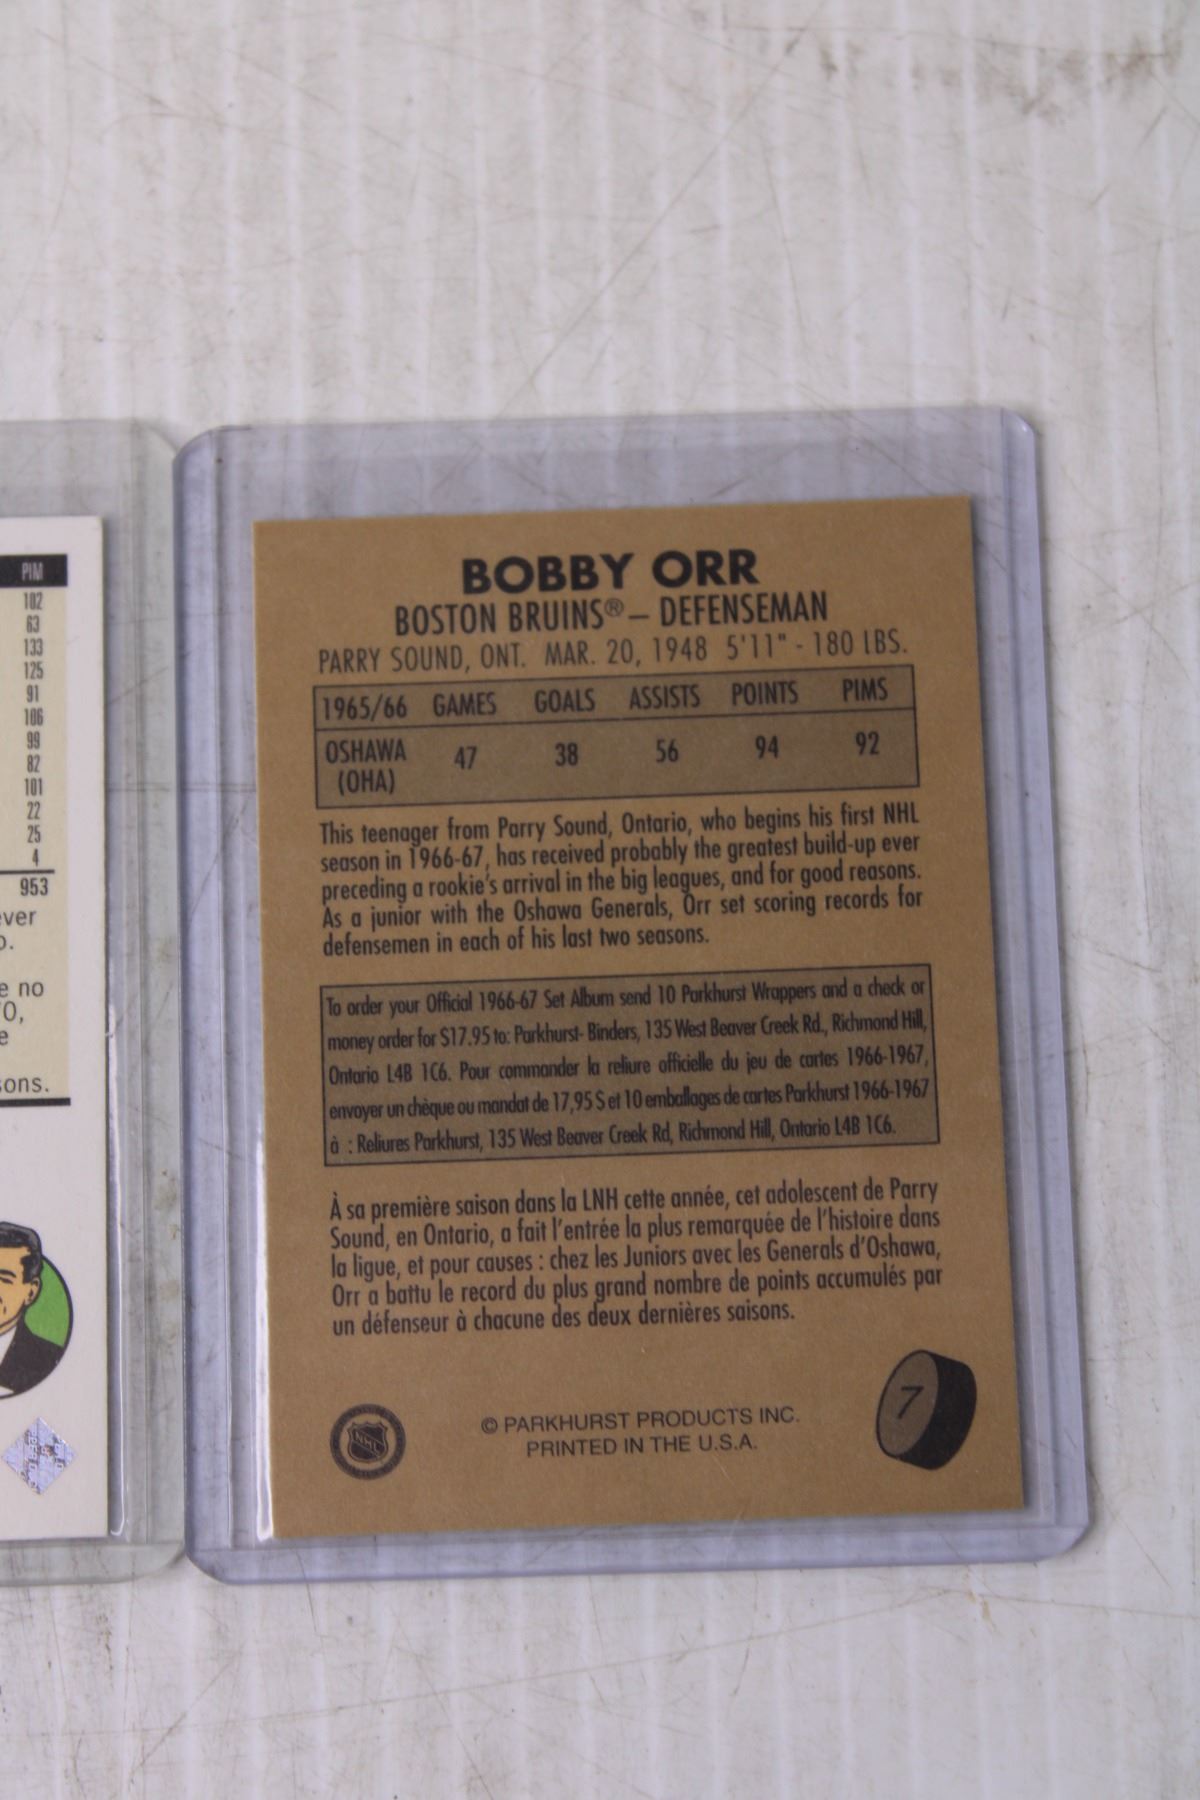 PIM
102
63
133
125
91
106
99
82
101
22
25
4
953
ever
o.
e no
O,
e
sons.
BOBBY ORR
BOSTON BRUINS® – DEFENSEMAN
PARRY SOUND, ONT. MAR. 20, 1948 5'11" - 180 LBS.
1965/66 GAMES GOALS ASSISTS POINTS PIMS
OSHAWA (OHA) 47 38 56 94 92
This teenager from Parry Sound, Ontario, who begins his first NHL
season in 1966-67, has received probably the greatest build-up ever
preceding a rookie's arrival in the big leagues, and for good reasons.
As a junior with the Oshawa Generals, Orr set scoring records for
defensemen in each of his last two seasons.
To order your Official 1966-67 Set Album send 10 Parkhurst Wrappers and a check or
money order for $17.95 to: Parkhurst- Binders, 135 West Beaver Creek Rd., Richmond Hill,
Ontario L4B 1C6. Pour commander la reliure officielle du jeu de cartes 1966-1967,
envoyer un chèque ou mandat de 17,95 $ et 10 emballages de cartes Parkhurst 1966-1967
à : Reliures Parkhurst, 135 West Beaver Creek Rd, Richmond Hill, Ontario L4B 1C6.
À sa première saison dans la LNH cette année, cet adolescent de Parry
Sound, en Ontario, a fait l'entrée la plus remarquée de l'histoire dans
la ligue, et pour causes : chez les Juniors avec les Generals d'Oshawa,
Orr a battu le record du plus grand nombre de points accumulés par
un défenseur à chacune des deux dernières saisons.
7
NHL
© PARKHURST PRODUCTS INC.
PRINTED IN THE U.S.A.